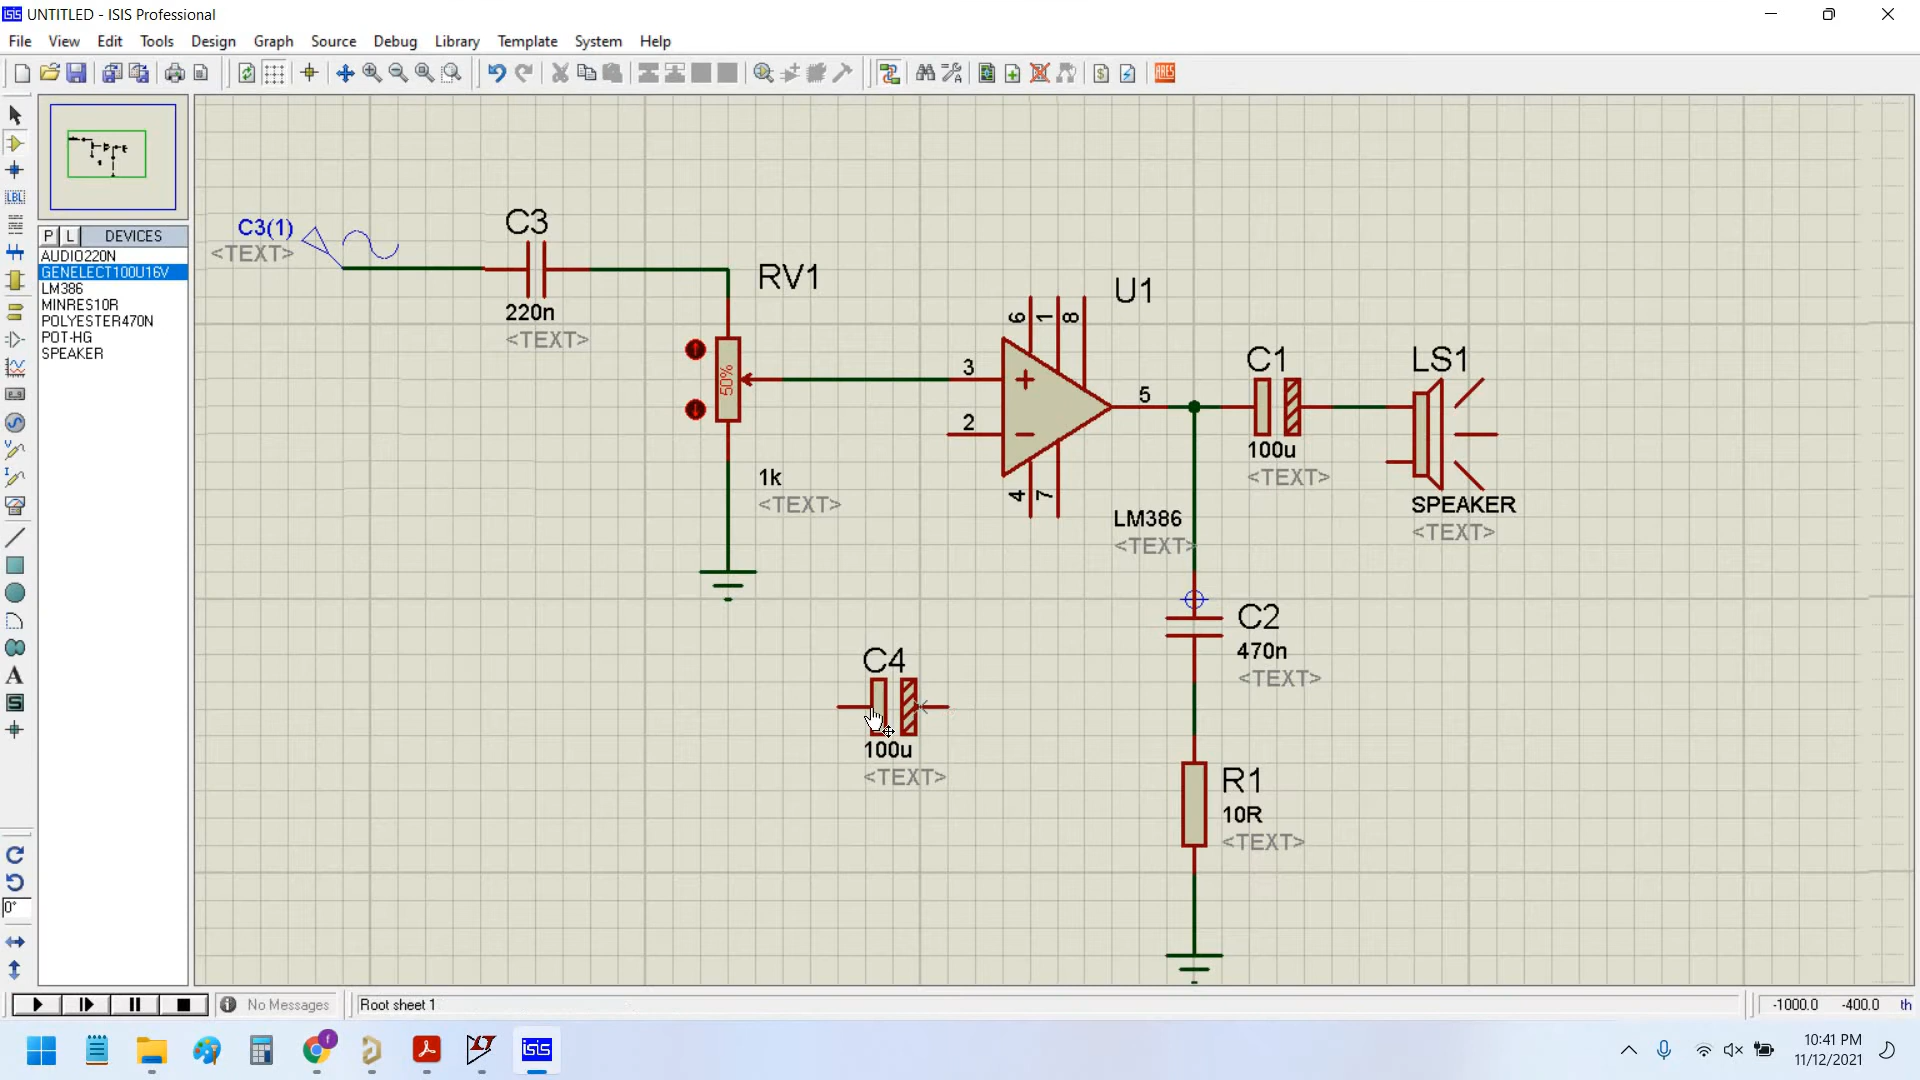 UNTITLED - ISIS Professional
File View Edit Tools Design Graph Source Debug Library Template System Help
ARES
LBL
P L DEVICES
AUDIO220N
GENELECT100U16V
LM386
MINRES10R
POLYESTER470N
POT-HG
SPEAKER
C3(1)
<TEXT>
C3
220n
<TEXT>
RV1
50%
1k
<TEXT>
U1
6 1 8
3
2
5
4 7
LM386
<TEXT>
C1
100u
<TEXT>
LS1
SPEAKER
<TEXT>
C2
470n
<TEXT>
C4
100u
<TEXT>
R1
10R
<TEXT>
A
S
0°
No Messages
Root sheet 1
-1000.0 -400.0 th
isis
10:41 PM
11/12/2021